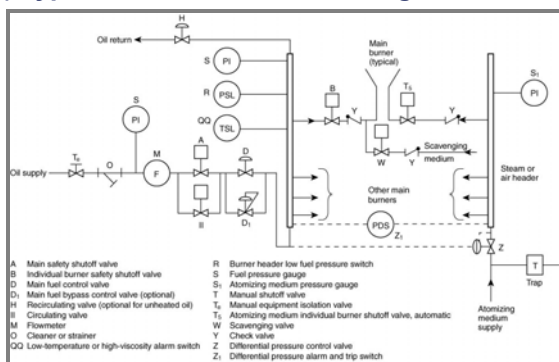 H
Oil return
Main
burner
(typical)
S
PI
S₁
PI
R
PSL
B
Y
T₅
Y
S
PI
QQ
TSL
A
D
W
Y
Scavenging
medium
Steam or
air header
Oil supply
Tₑ
O
M
F
II
D₁
Other main
burners
PDS
Z₁
Z
T
Trap
Atomizing
medium
supply
A Main safety shutoff valve
B Individual burner safety shutoff valve
D Main fuel control valve
D₁ Main fuel bypass control valve (optional)
H Recirculating valve (optional for unheated oil)
II Circulating valve
M Flowmeter
O Cleaner or strainer
QQ Low-temperature or high-viscosity alarm switch
R Burner header low fuel pressure switch
S Fuel pressure gauge
S₁ Atomizing medium pressure gauge
T Manual shutoff valve
Tₑ Manual equipment isolation valve
T₅ Atomizing medium individual burner shutoff valve, automatic
W Scavenging valve
Y Check valve
Z Differential pressure control valve
Z₁ Differential pressure alarm and trip switch